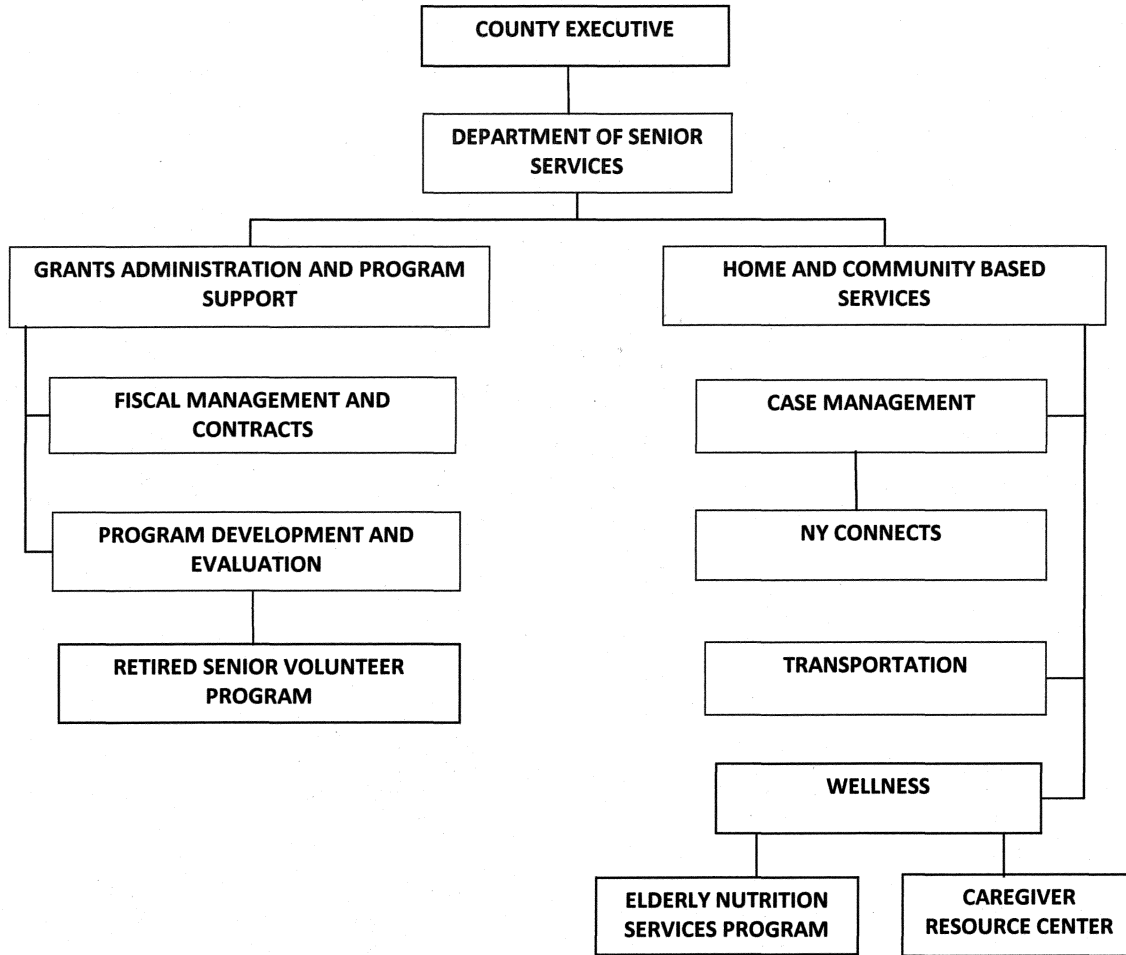 COUNTY EXECUTIVE
DEPARTMENT OF SENIOR
SERVICES
GRANTS ADMINISTRATION AND PROGRAM
SUPPORT
HOME AND COMMUNITY BASED
SERVICES
FISCAL MANAGEMENT AND
CONTRACTS
CASE MANAGEMENT
PROGRAM DEVELOPMENT AND
EVALUATION
NY CONNECTS
RETIRED SENIOR VOLUNTEER
PROGRAM
TRANSPORTATION
WELLNESS
ELDERLY NUTRITION
SERVICES PROGRAM
CAREGIVER
RESOURCE CENTER